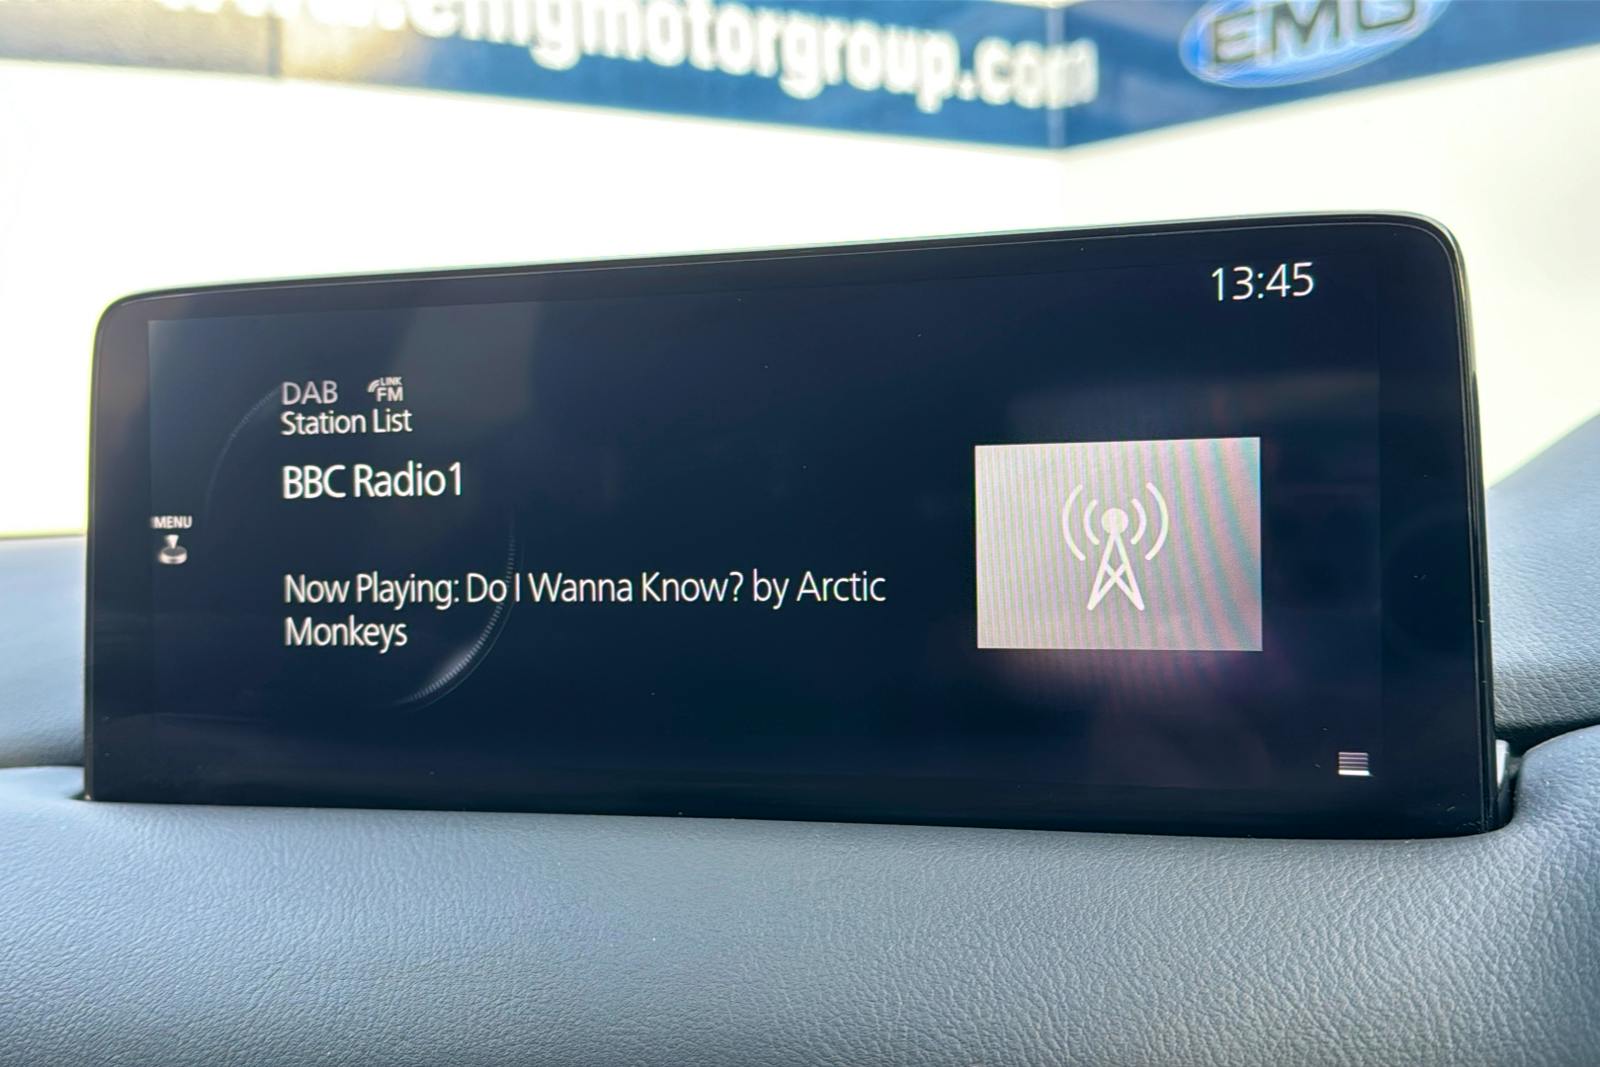 www.emgmotorgroup.com
EMG
13:45
DAB LINK FM
Station List
BBC Radio1
MENU
Now Playing: Do I Wanna Know? by Arctic
Monkeys